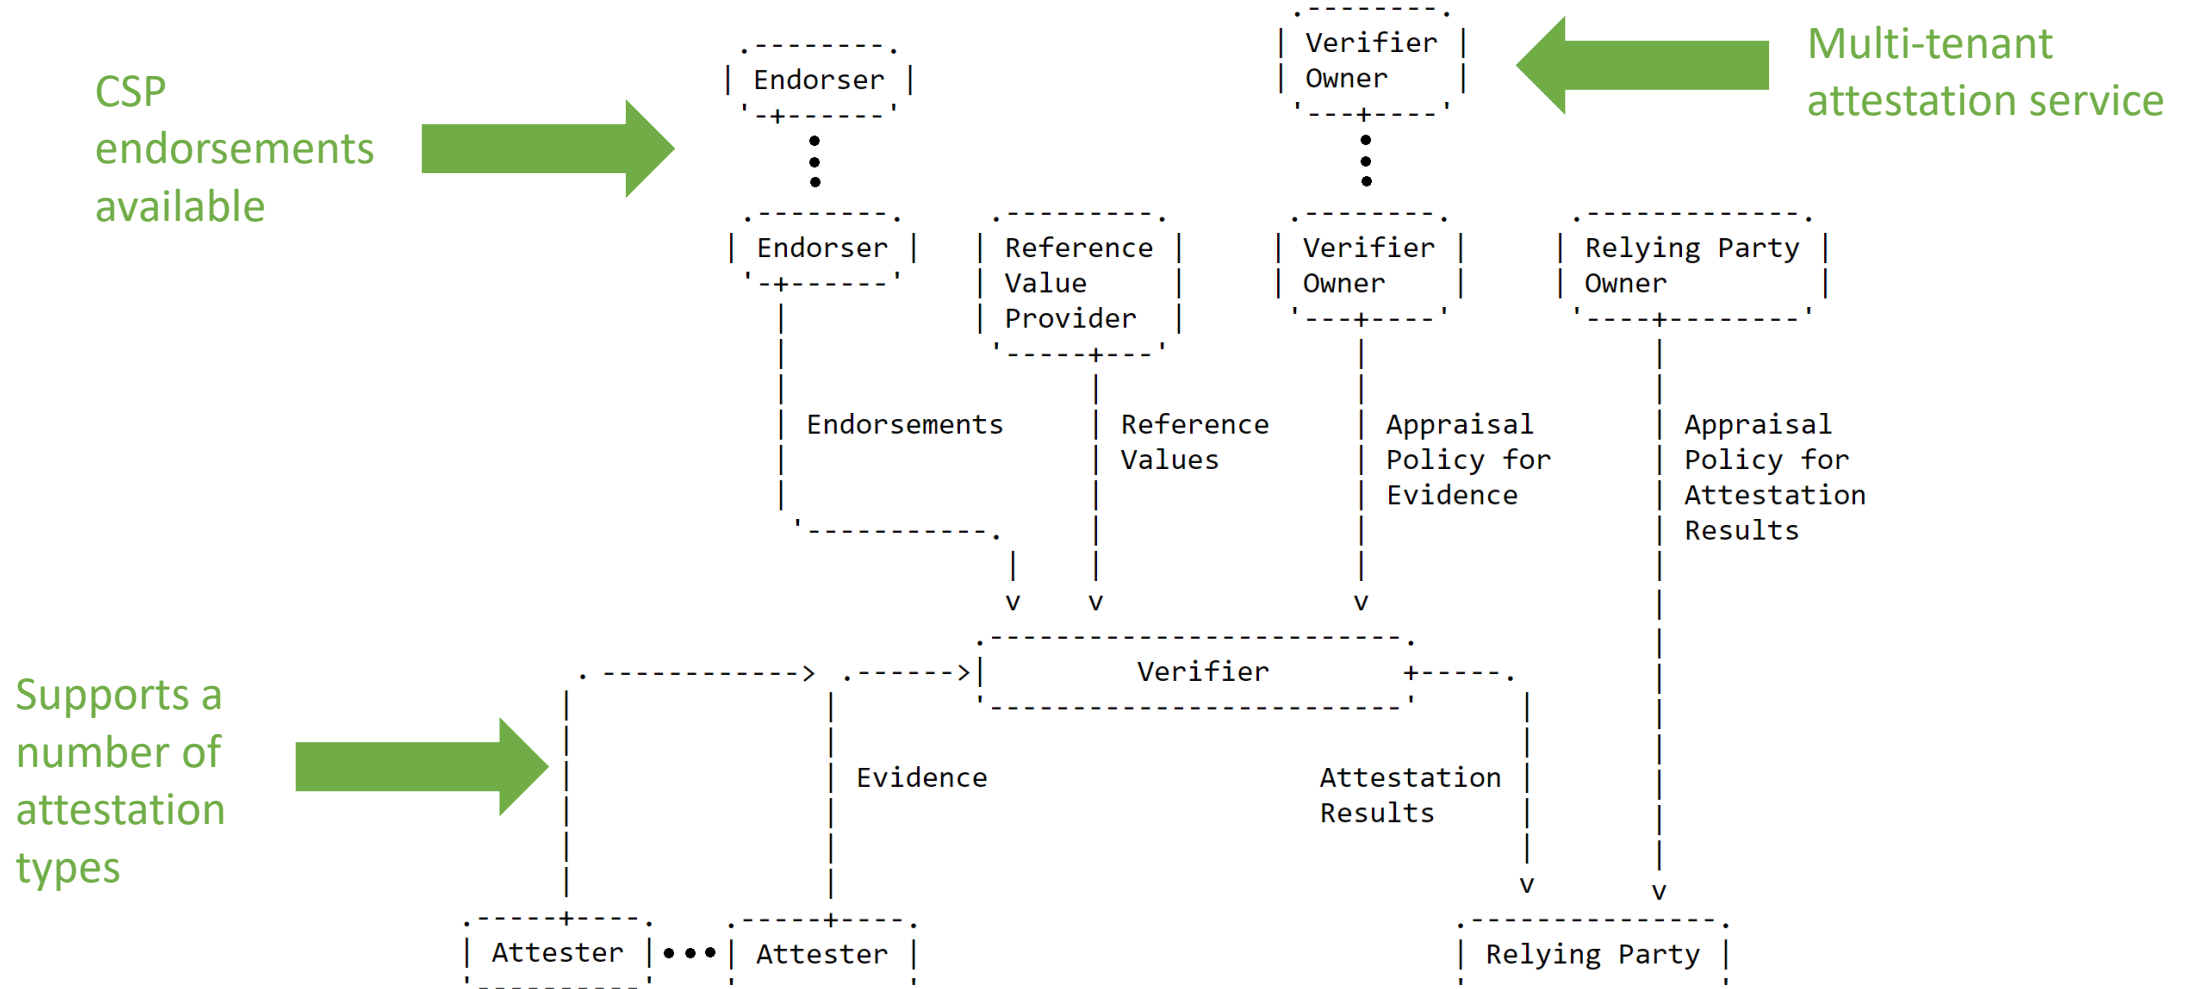 CSP
endorsements
available
Endorser
Endorser
Verifier
Owner
Multi-tenant
attestation service
Reference
Value
Provider
Verifier
Owner
Relying Party
Owner
Endorsements
Reference
Values
Appraisal
Policy for
Evidence
Appraisal
Policy for
Attestation
Results
Supports a
number of
attestation
types
Verifier
Evidence
Attestation
Results
Attester
Attester
Relying Party